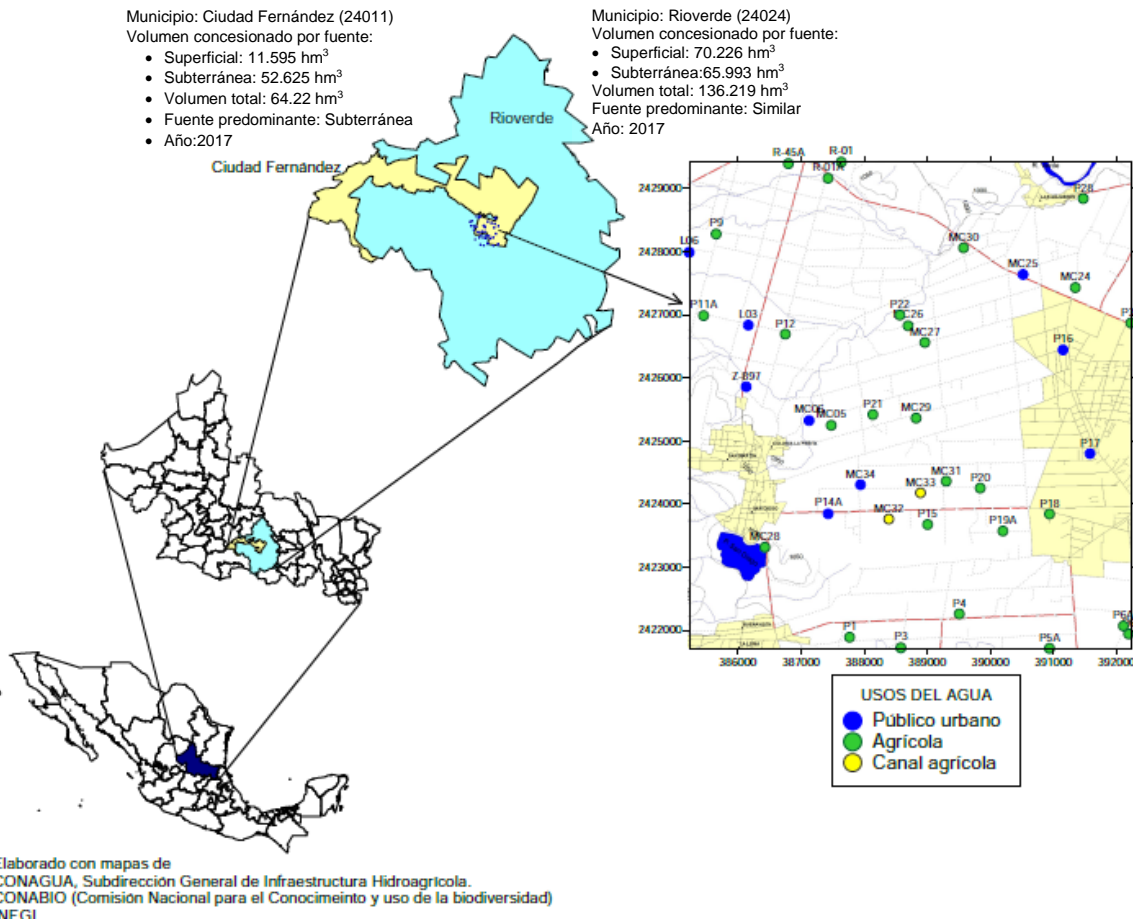 Municipio: Ciudad Fernández (24011)
Volumen concesionado por fuente:
• Superficial: 11.595 hm³
• Subterránea: 52.625 hm³
• Volumen total: 64.22 hm³
• Fuente predominante: Subterránea
• Año:2017
Municipio: Rioverde (24024)
Volumen concesionado por fuente:
• Superficial: 70.226 hm³
• Subterránea:65.993 hm³
Volumen total: 136.219 hm³
Fuente predominante: Similar
Año: 2017
Rioverde
Ciudad Fernández
R-45A
R-01
R-01A
P28
2429000
P9
MC30
L06
2428000
MC25
MC24
P11A
2427000
L03
P12
P22
MC26
MC27
P16
2426000
Z-897
MC06
MC05
P21
MC29
2425000
P17
MC34
MC33
MC31
P20
2424000
P14A
MC32
P15
P19A
P18
MC28
2423000
P4
2422000
P1
P3
P5A
P6A
386000
387000
388000
389000
390000
391000
392000
USOS DEL AGUA
Público urbano
Agrícola
Canal agrícola
Elaborado con mapas de
CONAGUA, Subdirección General de Infraestructura Hidroagrícola.
CONABIO (Comisión Nacional para el Conocimeinto y uso de la biodiversidad)
INEGI